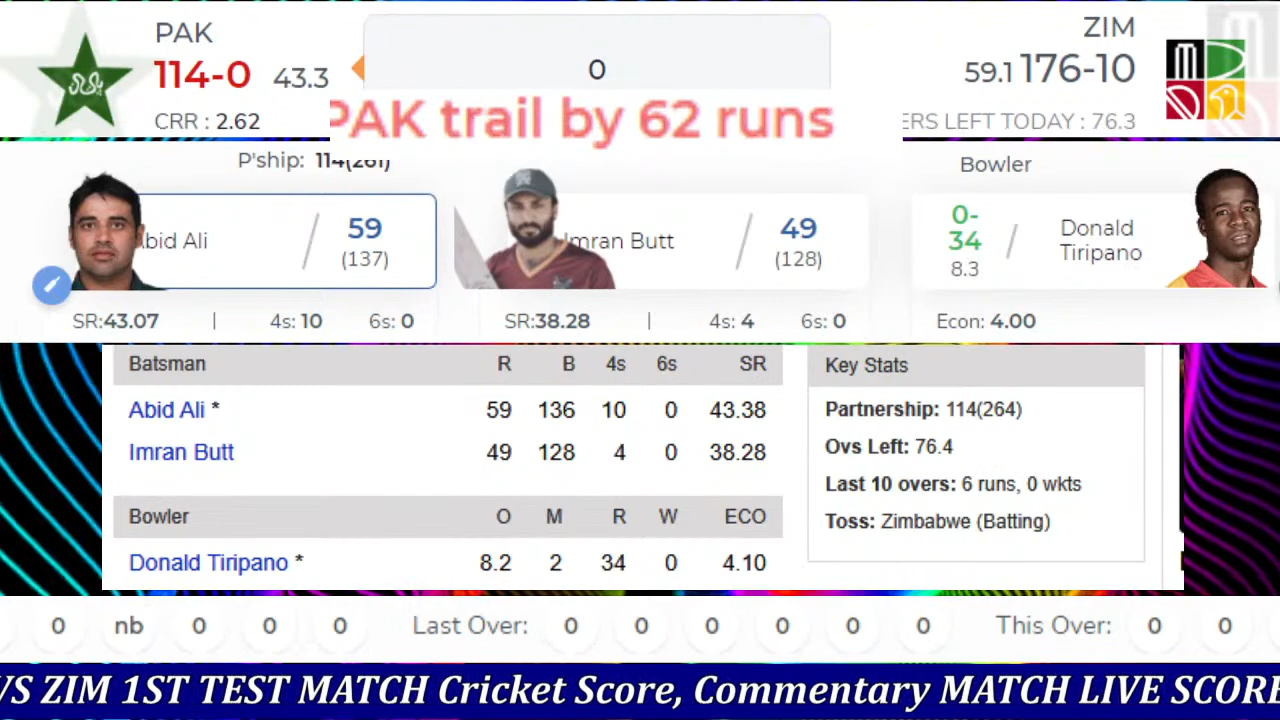 PAK
114-0 43.3
CRR : 2.62
0
PAK trail by 62 runs
ZIM
59.1 176-10
ERS LEFT TODAY : 76.3
P'ship: 114(261)
Abid Ali
59
(137)
SR:43.07 | 4s: 10 6s: 0
Imran Butt
49
(128)
SR:38.28 | 4s: 4 6s: 0
Bowler
0-
34
8.3
Donald
Tiripano
Econ: 4.00
Batsman R B 4s 6s SR
Abid Ali * 59 136 10 0 43.38
Imran Butt 49 128 4 0 38.28
Bowler O M R W ECO
Donald Tiripano * 8.2 2 34 0 4.10
Key Stats
Partnership: 114(264)
Ovs Left: 76.4
Last 10 overs: 6 runs, 0 wkts
Toss: Zimbabwe (Batting)
0 nb 0 0 0 Last Over: 0 0 0 0 0 0 This Over: 0 0
VS ZIM 1ST TEST MATCH Cricket Score, Commentary MATCH LIVE SCORE